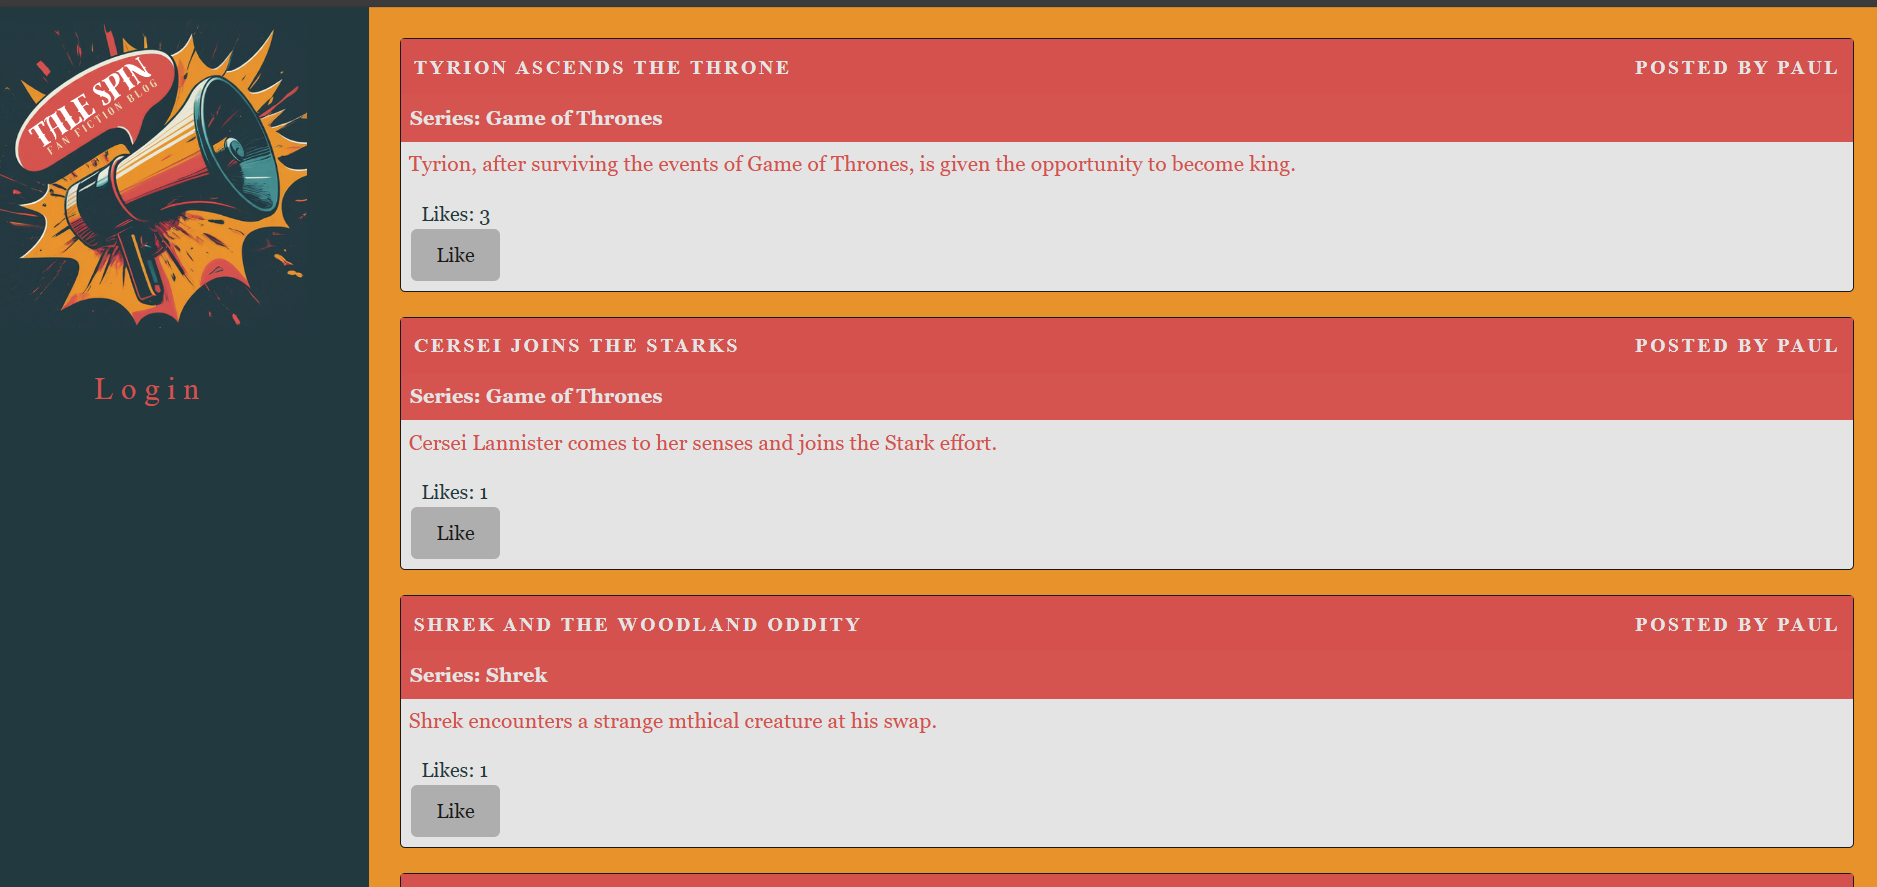 TALE SPIN
FAN FICTION BLOG
Login
TYRION ASCENDS THE THRONE POSTED BY PAUL
Series: Game of Thrones
Tyrion, after surviving the events of Game of Thrones, is given the opportunity to become king.
Likes: 3
Like
CERSEI JOINS THE STARKS POSTED BY PAUL
Series: Game of Thrones
Cersei Lannister comes to her senses and joins the Stark effort.
Likes: 1
Like
SHREK AND THE WOODLAND ODDITY POSTED BY PAUL
Series: Shrek
Shrek encounters a strange mthical creature at his swap.
Likes: 1
Like